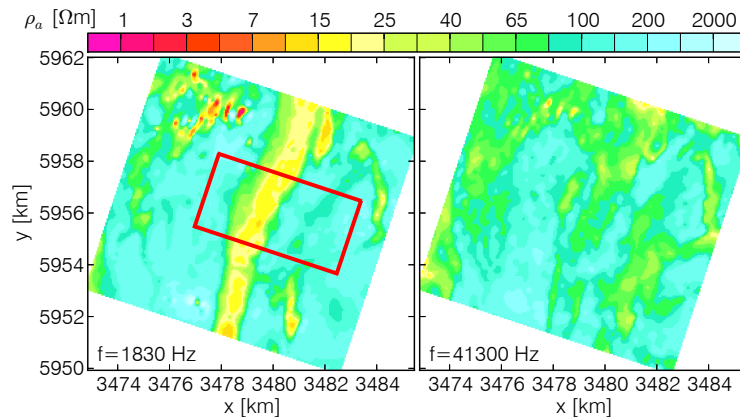 ρa [Ωm] 1 3 7 15 25 40 65 100 200 2000
5962
5960
5958
5956
5954
5952
5950
y [km]
f=1830 Hz
f=41300 Hz
3474 3476 3478 3480 3482 3484 3474 3476 3478 3480 3482 3484
x [km] x [km]